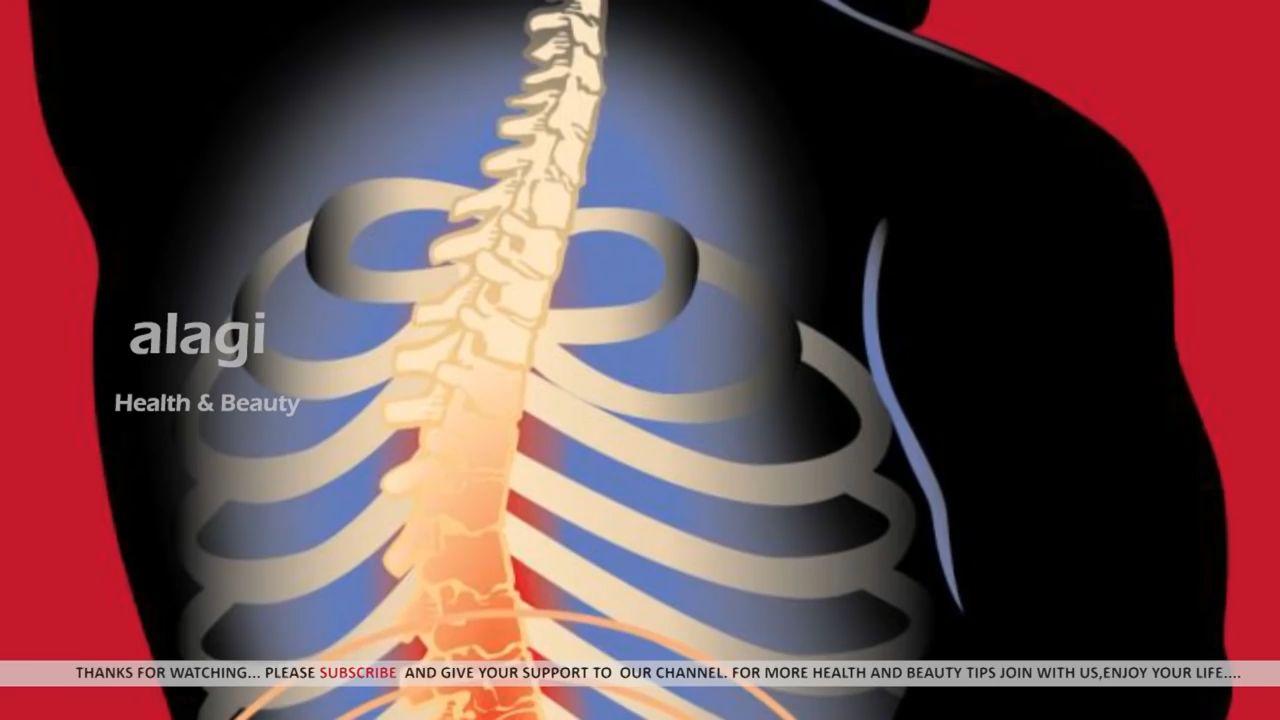 alagi
Health & Beauty
THANKS FOR WATCHING... PLEASE SUBSCRIBE AND GIVE YOUR SUPPORT TO OUR CHANNEL. FOR MORE HEALTH AND BEAUTY TIPS JOIN WITH US,ENJOY YOUR LIFE....